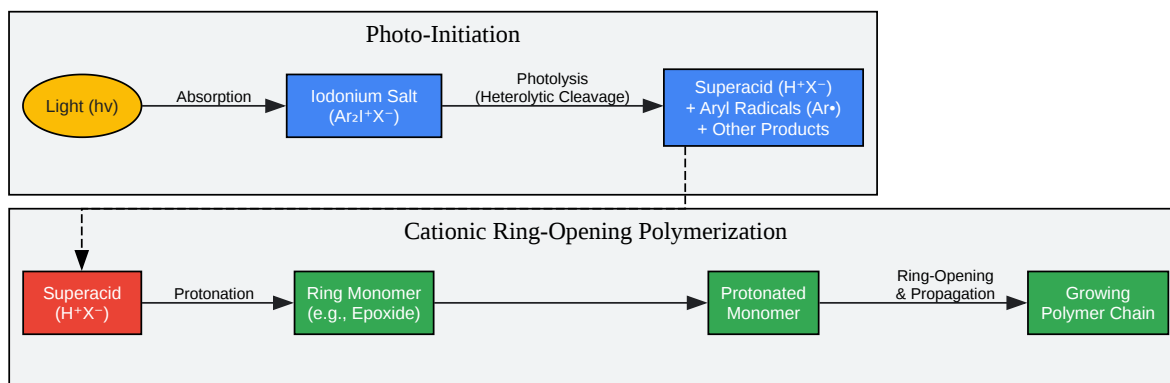 Photo-Initiation
Light (hv)
Absorption
Iodonium Salt
(Ar₂I⁺X⁻)
Photolysis
(Heterolytic Cleavage)
Superacid (H⁺X⁻)
+ Aryl Radicals (Ar•)
+ Other Products
Cationic Ring-Opening Polymerization
Superacid
(H⁺X⁻)
Protonation
Ring Monomer
(e.g., Epoxide)
Protonated
Monomer
Ring-Opening
& Propagation
Growing
Polymer Chain